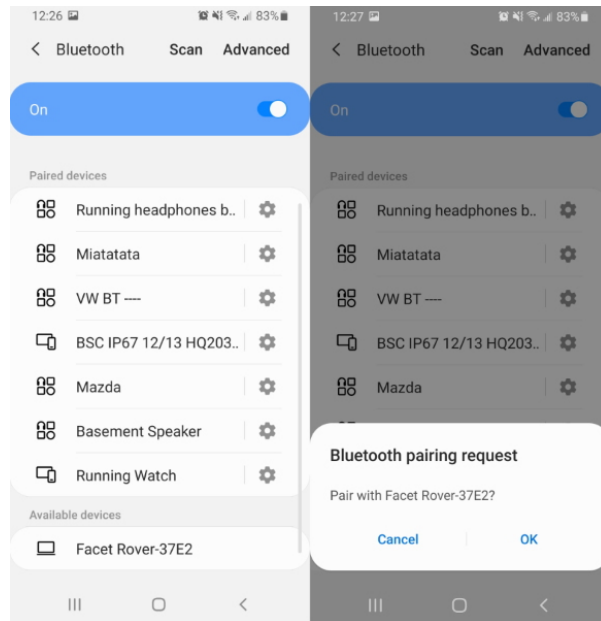 12:26 83%
Bluetooth Scan Advanced
On
Paired devices
Running headphones b..
Miatatata
VW BT ----
BSC IP67 12/13 HQ203..
Mazda
Basement Speaker
Running Watch
Available devices
Facet Rover-37E2
12:27 83%
Bluetooth Scan Advanced
On
Paired devices
Running headphones b..
Miatatata
VW BT ----
BSC IP67 12/13 HQ203..
Mazda
Bluetooth pairing request
Pair with Facet Rover-37E2?
Cancel OK